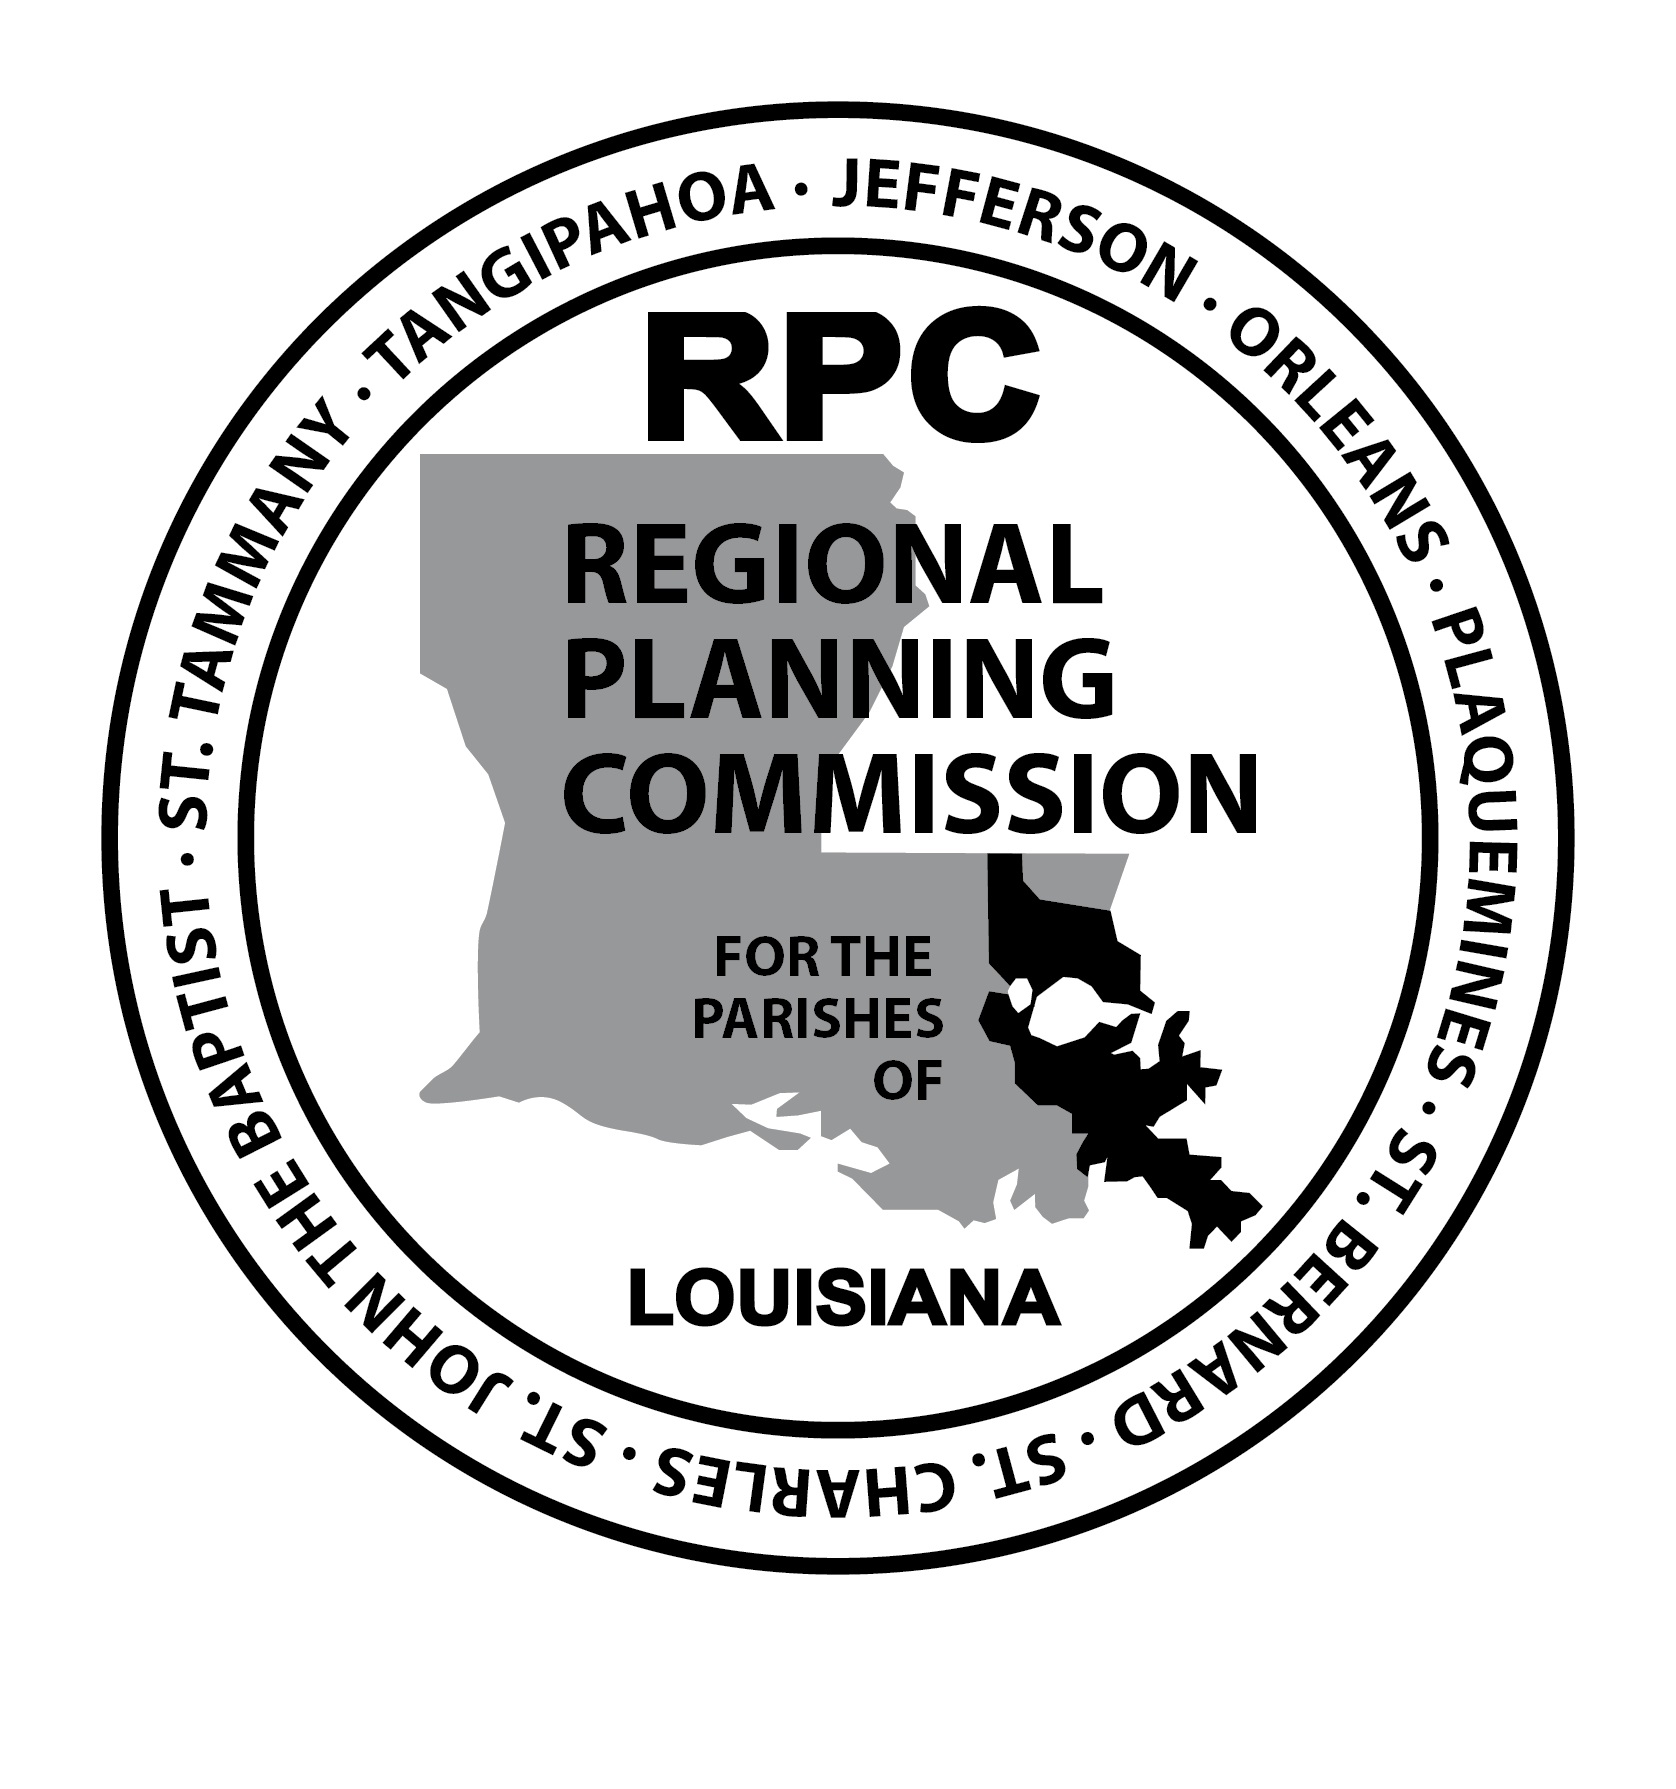 JEFFERSON · ORLEANS · PLAQUEMINES · ST. BERNARD · ST. CHARLES · ST. JOHN THE BAPTIST · ST. TAMMANY · TANGIPAHOA ·
RPC
REGIONAL
PLANNING
COMMISSION
FOR THE
PARISHES
OF
LOUISIANA